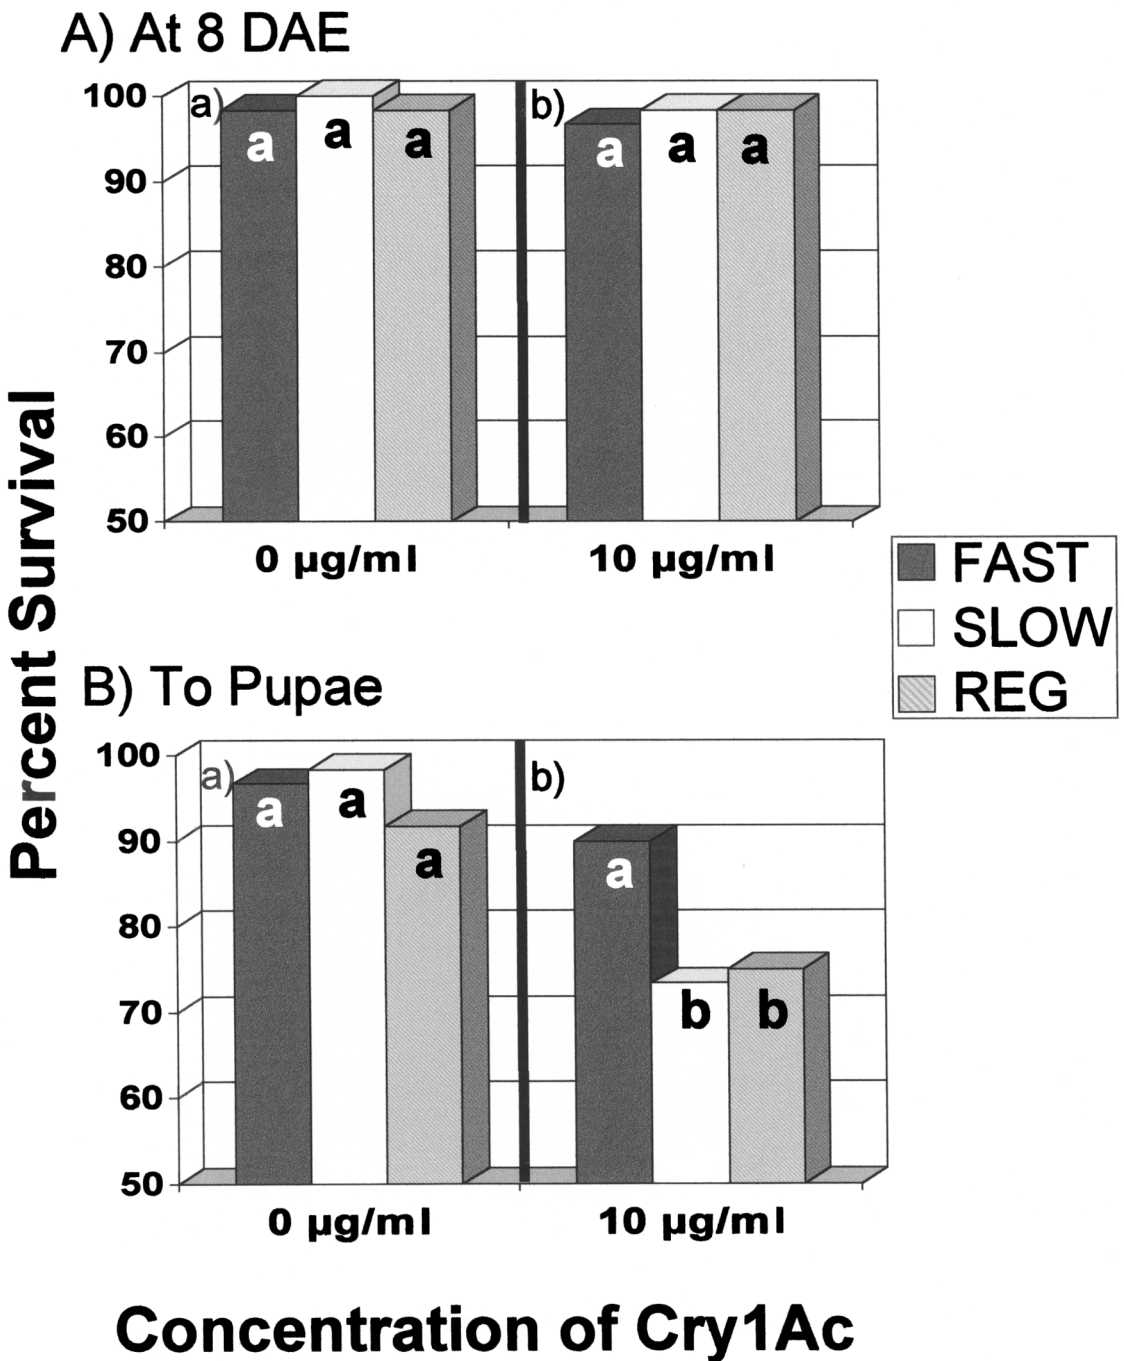 A) At 8 DAE
100
90
80
70
60
50
a)
a
a
a
b)
a
a
a
0 µg/ml
10 µg/ml
Percent Survival
FAST
SLOW
REG
B) To Pupae
100
90
80
70
60
50
a)
a
a
a
b)
a
b
b
0 µg/ml
10 µg/ml
Concentration of Cry1Ac